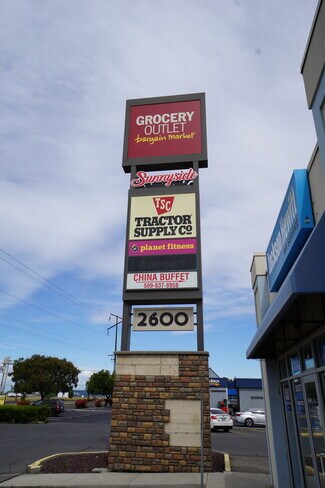 GROCERY
OUTLET
bargain market
Sunnyside
TSC
TRACTOR
SUPPLY CO
planet fitness
CHINA BUFFET
509-837-8958
2600